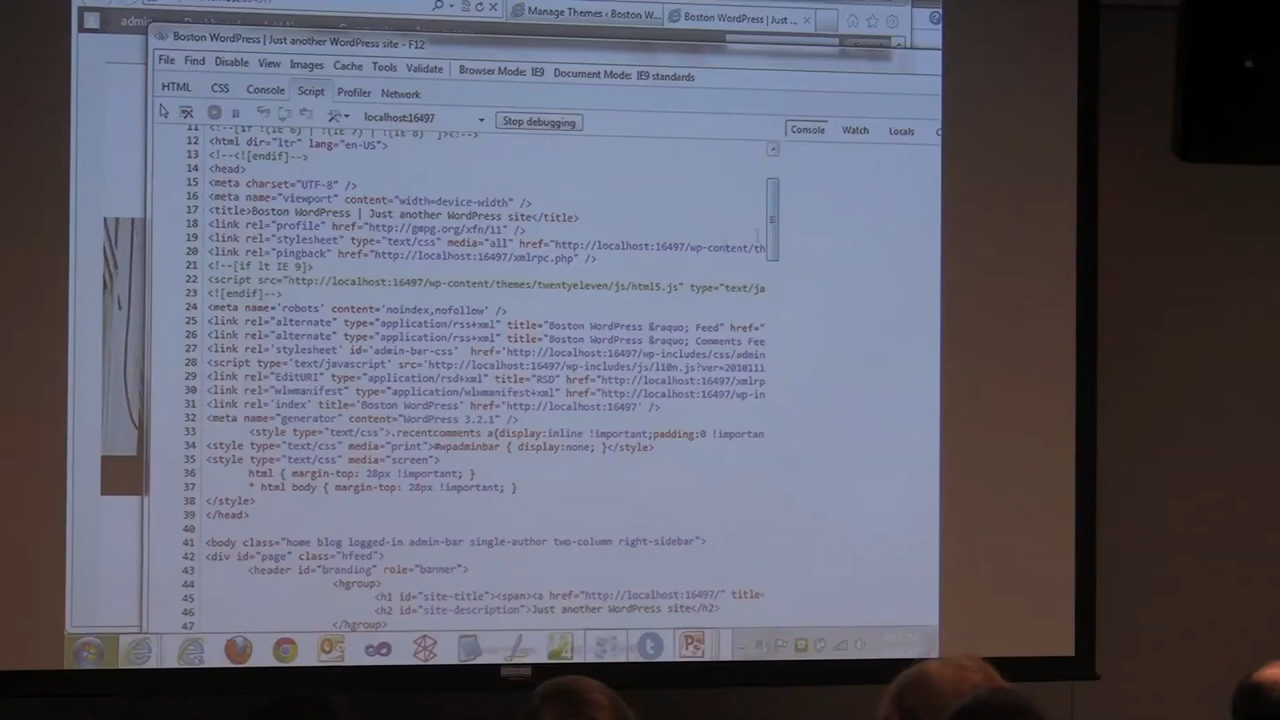 Manage Themes ‹ Boston W...
Boston WordPress | Just ...
admin
Boston WordPress | Just another WordPress site - F12
File Find Disable View Images Cache Tools Validate Browser Mode: IE9 Document Mode: IE9 standards
HTML CSS Console Script Profiler Network
localhost:16497 Stop debugging
Console Watch Locals
11 <!--[if !(IE 6) | !(IE 7) | !(IE 8) ]><!-->
12 <html dir="ltr" lang="en-US">
13 <!--<![endif]-->
14 <head>
15 <meta charset="UTF-8" />
16 <meta name="viewport" content="width=device-width" />
17 <title>Boston WordPress | Just another WordPress site</title>
18 <link rel="profile" href="http://gmpg.org/xfn/11" />
19 <link rel="stylesheet" type="text/css" media="all" href="http://localhost:16497/wp-content/th
20 <link rel="pingback" href="http://localhost:16497/xmlrpc.php" />
21 <!--[if lt IE 9]>
22 <script src="http://localhost:16497/wp-content/themes/twentyeleven/js/html5.js" type="text/ja
23 <![endif]-->
24 <meta name='robots' content='noindex,nofollow' />
25 <link rel="alternate" type="application/rss+xml" title="Boston WordPress &raquo; Feed" href="
26 <link rel="alternate" type="application/rss+xml" title="Boston WordPress &raquo; Comments Fee
27 <link rel='stylesheet' id='admin-bar-css'  href='http://localhost:16497/wp-includes/css/admin
28 <script type='text/javascript' src='http://localhost:16497/wp-includes/js/l10n.js?ver=2010111
29 <link rel="EditURI" type="application/rsd+xml" title="RSD" href="http://localhost:16497/xmlrp
30 <link rel="wlwmanifest" type="application/wlwmanifest+xml" href="http://localhost:16497/wp-in
31 <link rel='index' title='Boston WordPress' href='http://localhost:16497' />
32 <meta name="generator" content="WordPress 3.2.1" />
33 <style type="text/css">.recentcomments a{display:inline !important;padding:0 !importan
34 <style type="text/css" media="print">#wpadminbar { display:none; }</style>
35 <style type="text/css" media="screen">
36 html { margin-top: 28px !important; }
37 * html body { margin-top: 28px !important; }
38 </style>
39 </head>
40
41 <body class="home blog logged-in admin-bar single-author two-column right-sidebar">
42 <div id="page" class="hfeed">
43 <header id="branding" role="banner">
44 <hgroup>
45 <h1 id="site-title"><span><a href="http://localhost:16497/" title=
46 <h2 id="site-description">Just another WordPress site</h2>
47 </hgroup>